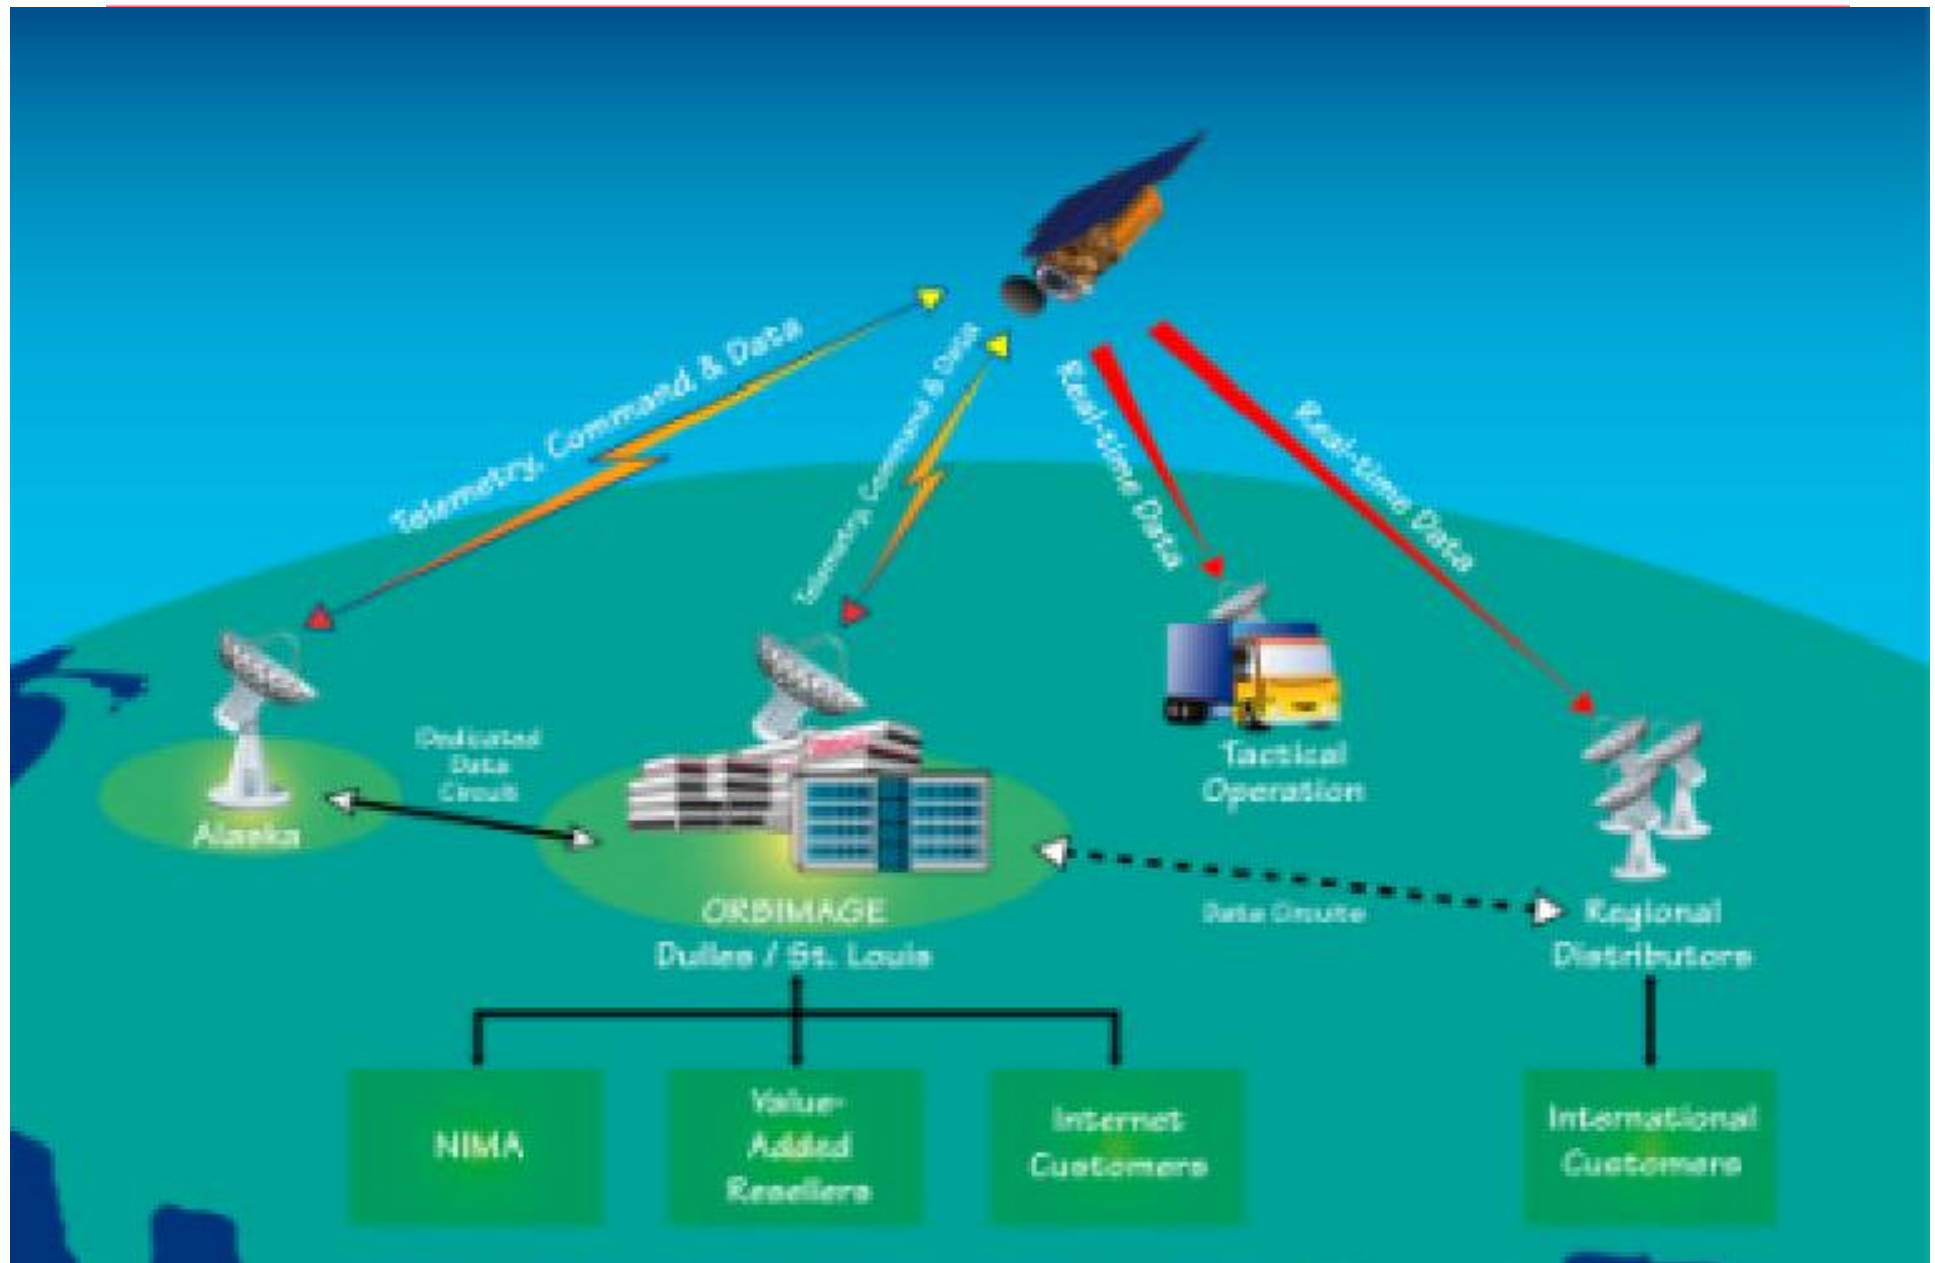 Telemetry, Command, & Data
Telemetry, Command & Data
Real-time Data
Real-time Data
Dedicated
Data
Circuit
Alaska
Tactical
Operation
ORBIMAGE
Dulles / St. Louis
Data Circuits
Regional
Distributors
NIMA
Value-
Added
Resellers
Internet
Customers
International
Customers